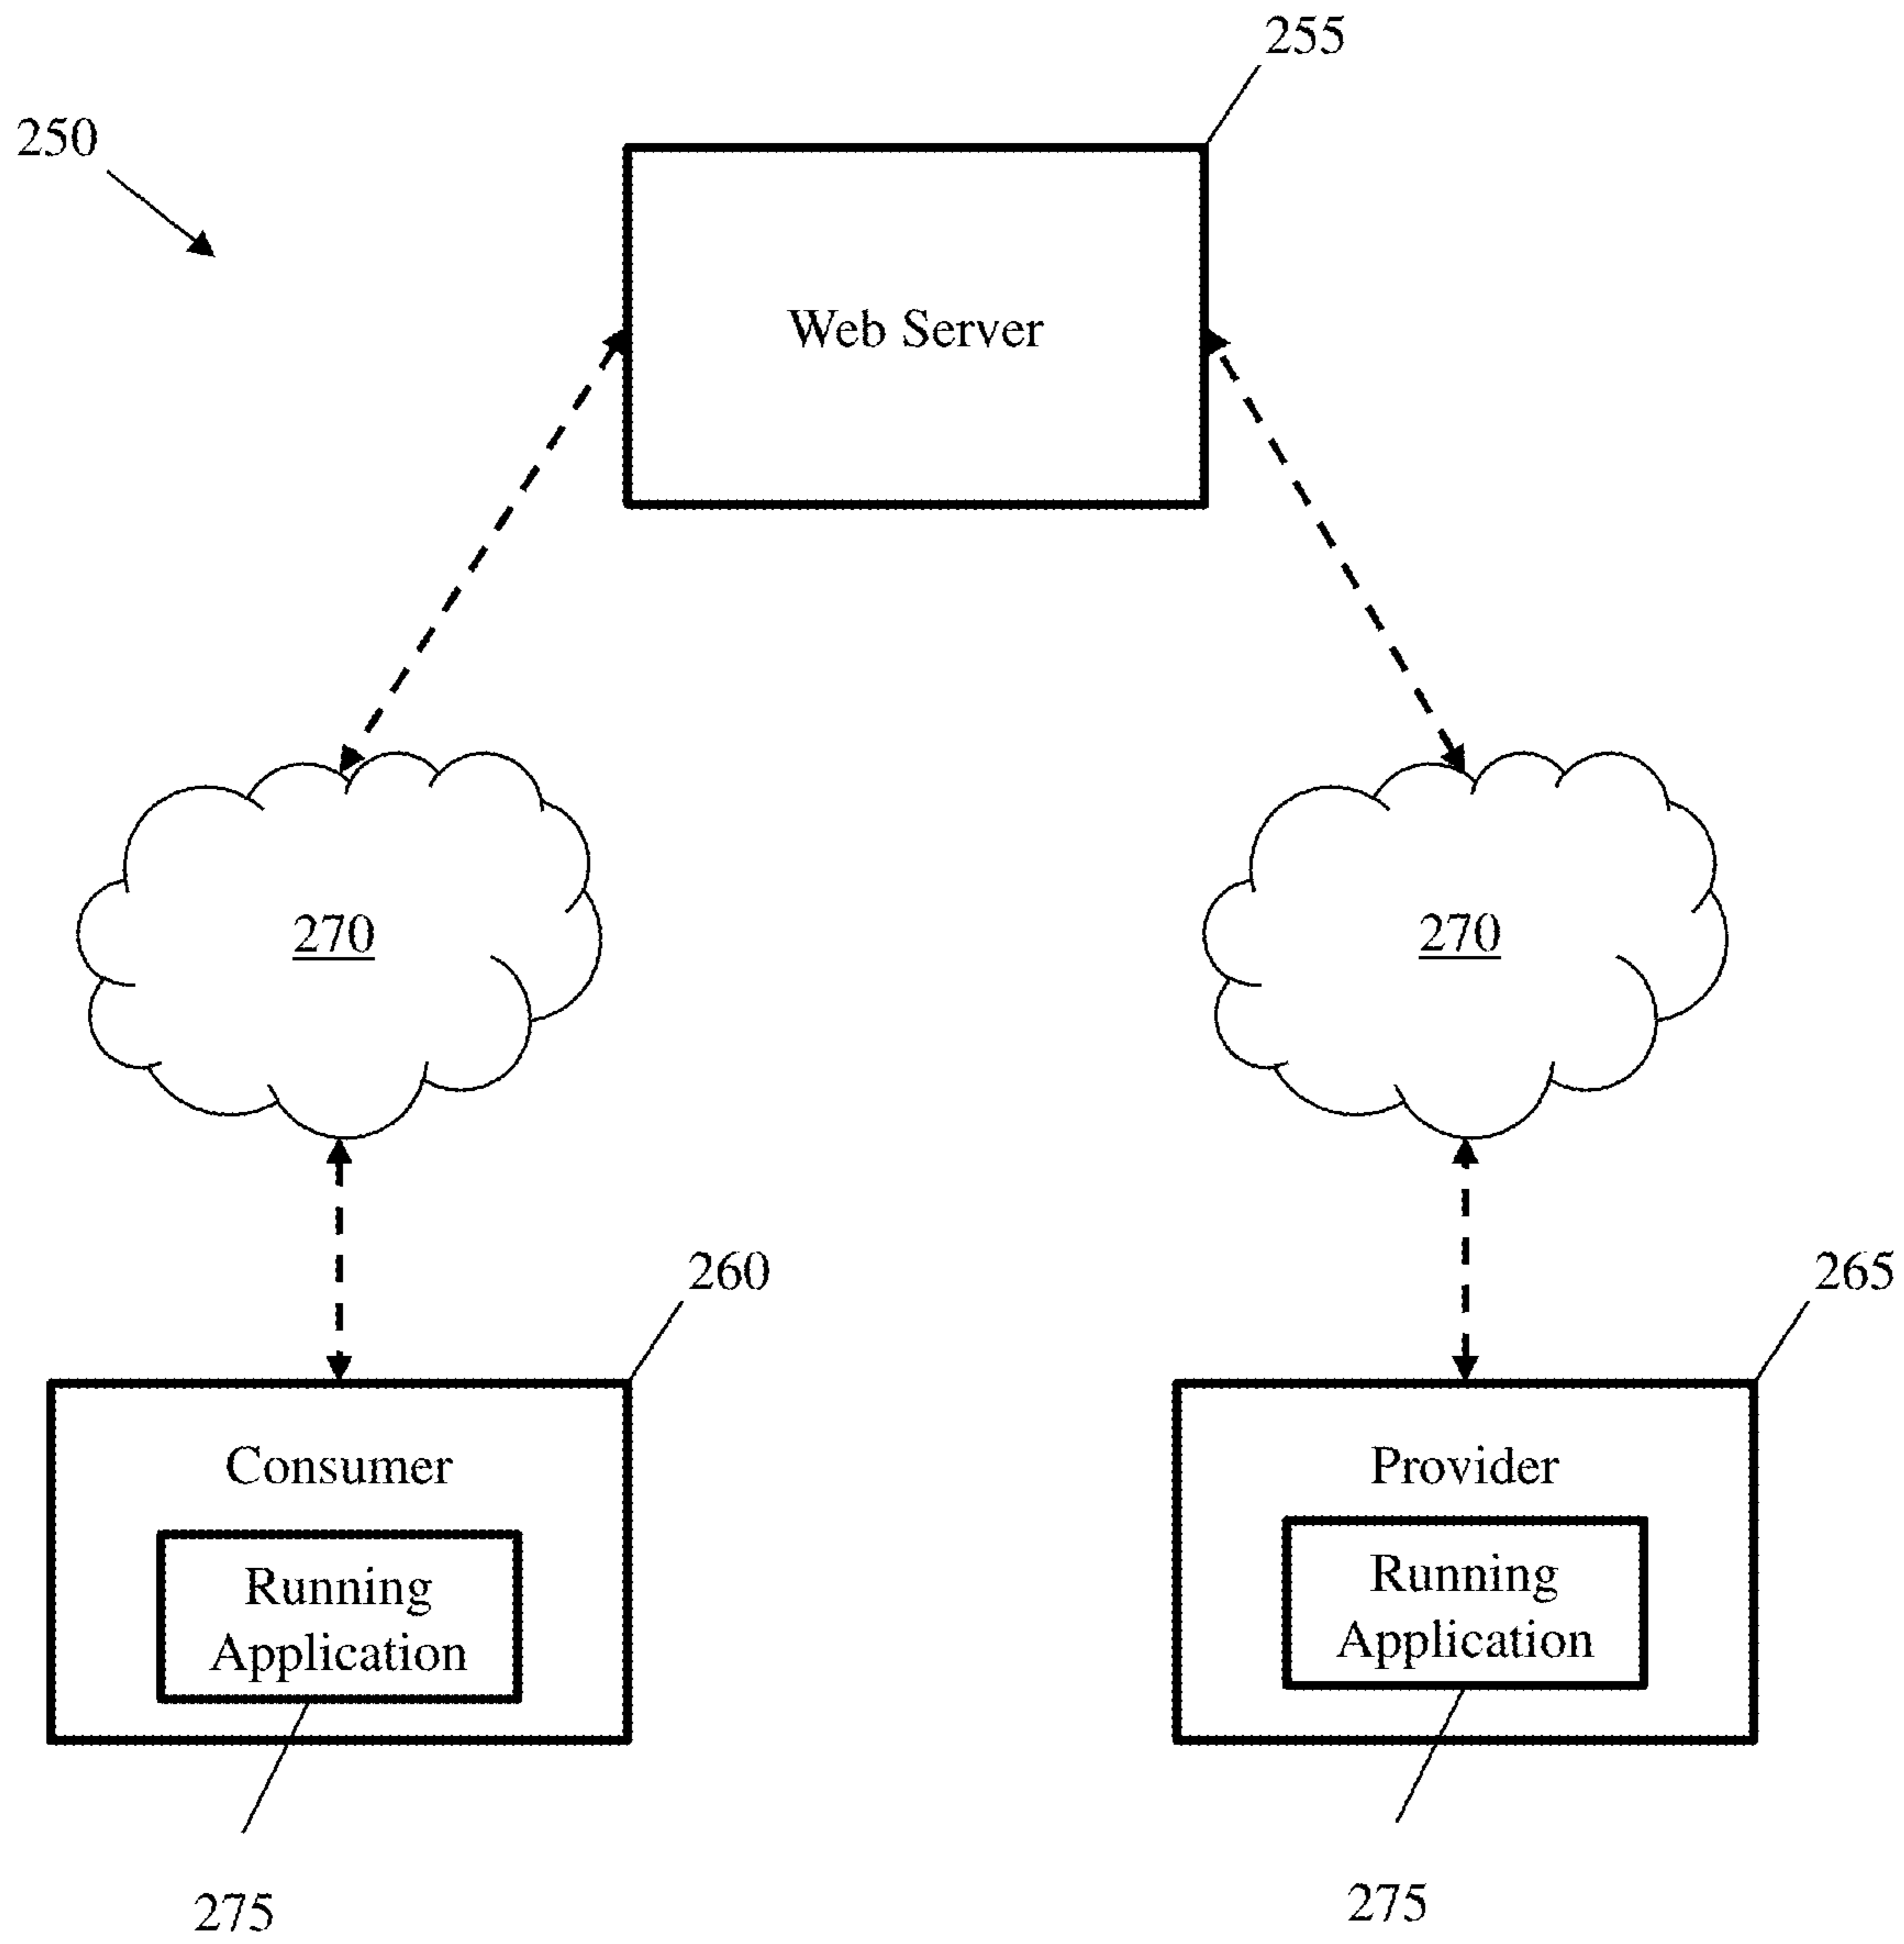 255
250
Web Server
270
270
260
265
Consumer
Provider
Running
Application
Running
Application
275
275